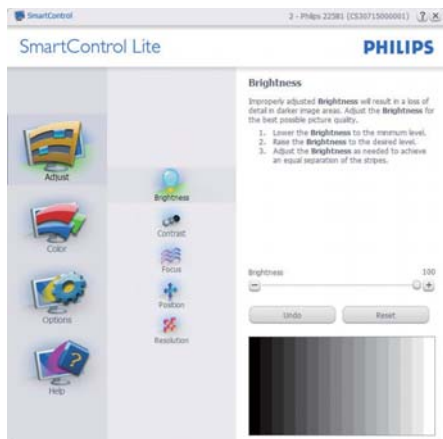 SmartControl
2 - Philips 225B1 (CS30715000001)
SmartControl Lite
PHILIPS
Adjust
Color
Options
Help
Brightness
Contrast
Focus
Position
Resolution
Brightness
Improperly adjusted Brightness will result in a loss of
detail in darker image areas. Adjust the Brightness for
the best possible picture quality.
1. Lower the Brightness to the minimum level.
2. Raise the Brightness to the desired level.
3. Adjust the Brightness as needed to achieve
an equal separation of the stripes.
Brightness 100
Undo Reset